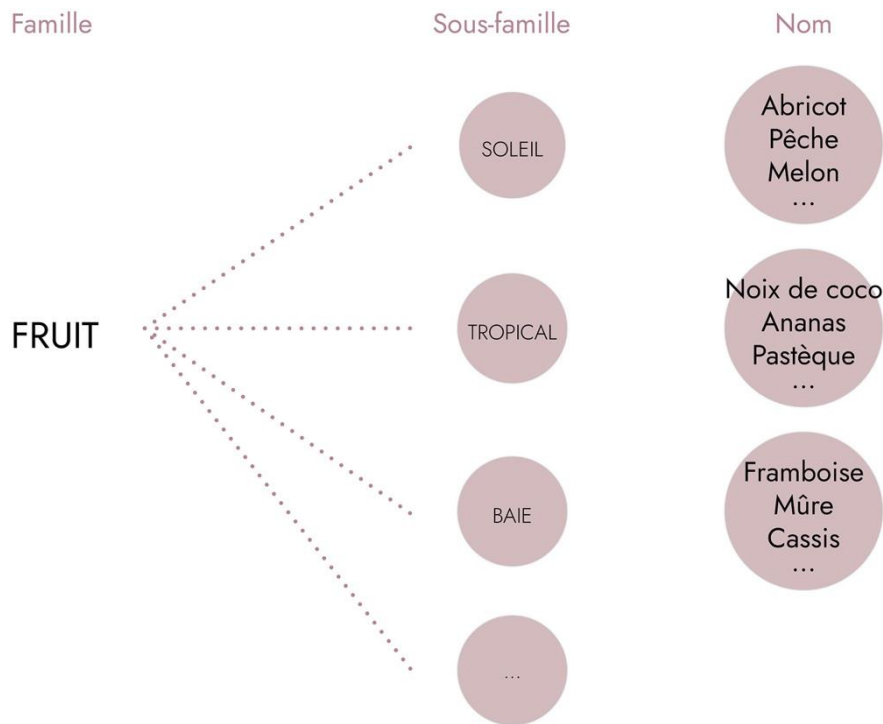 Famille
Sous-famille
Nom
FRUIT
SOLEIL
Abricot
Pêche
Melon
...
TROPICAL
Noix de coco
Ananas
Pastèque
...
BAIE
Framboise
Mûre
Cassis
...
...